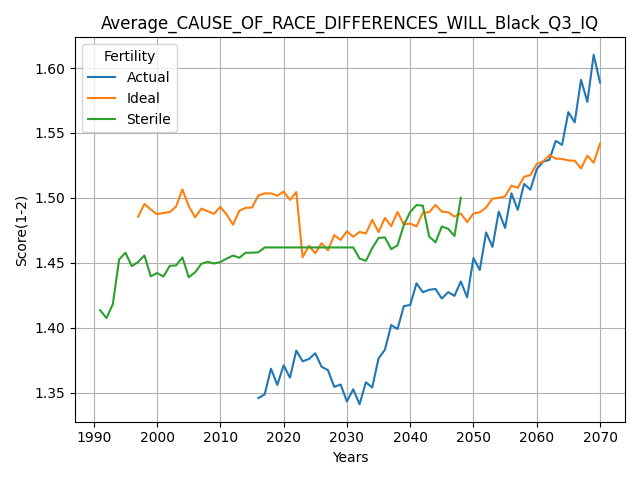 Average_CAUSE_OF_RACE_DIFFERENCES_WILL_Black_Q3_IQ
Fertility
Actual
Ideal
Sterile
1.60
1.55
1.50
1.45
1.40
1.35
Score(1-2)
1990 2000 2010 2020 2030 2040 2050 2060 2070
Years